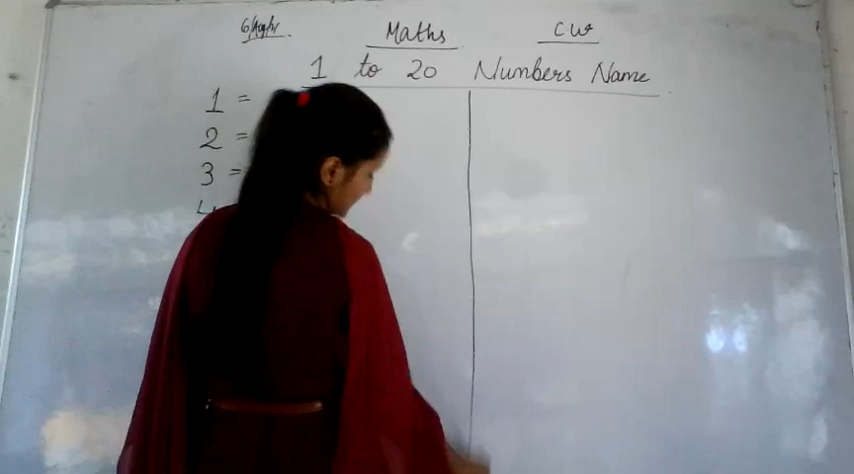 Maths CW
1 to 20 Numbers Name
1 =
2 =
3 =